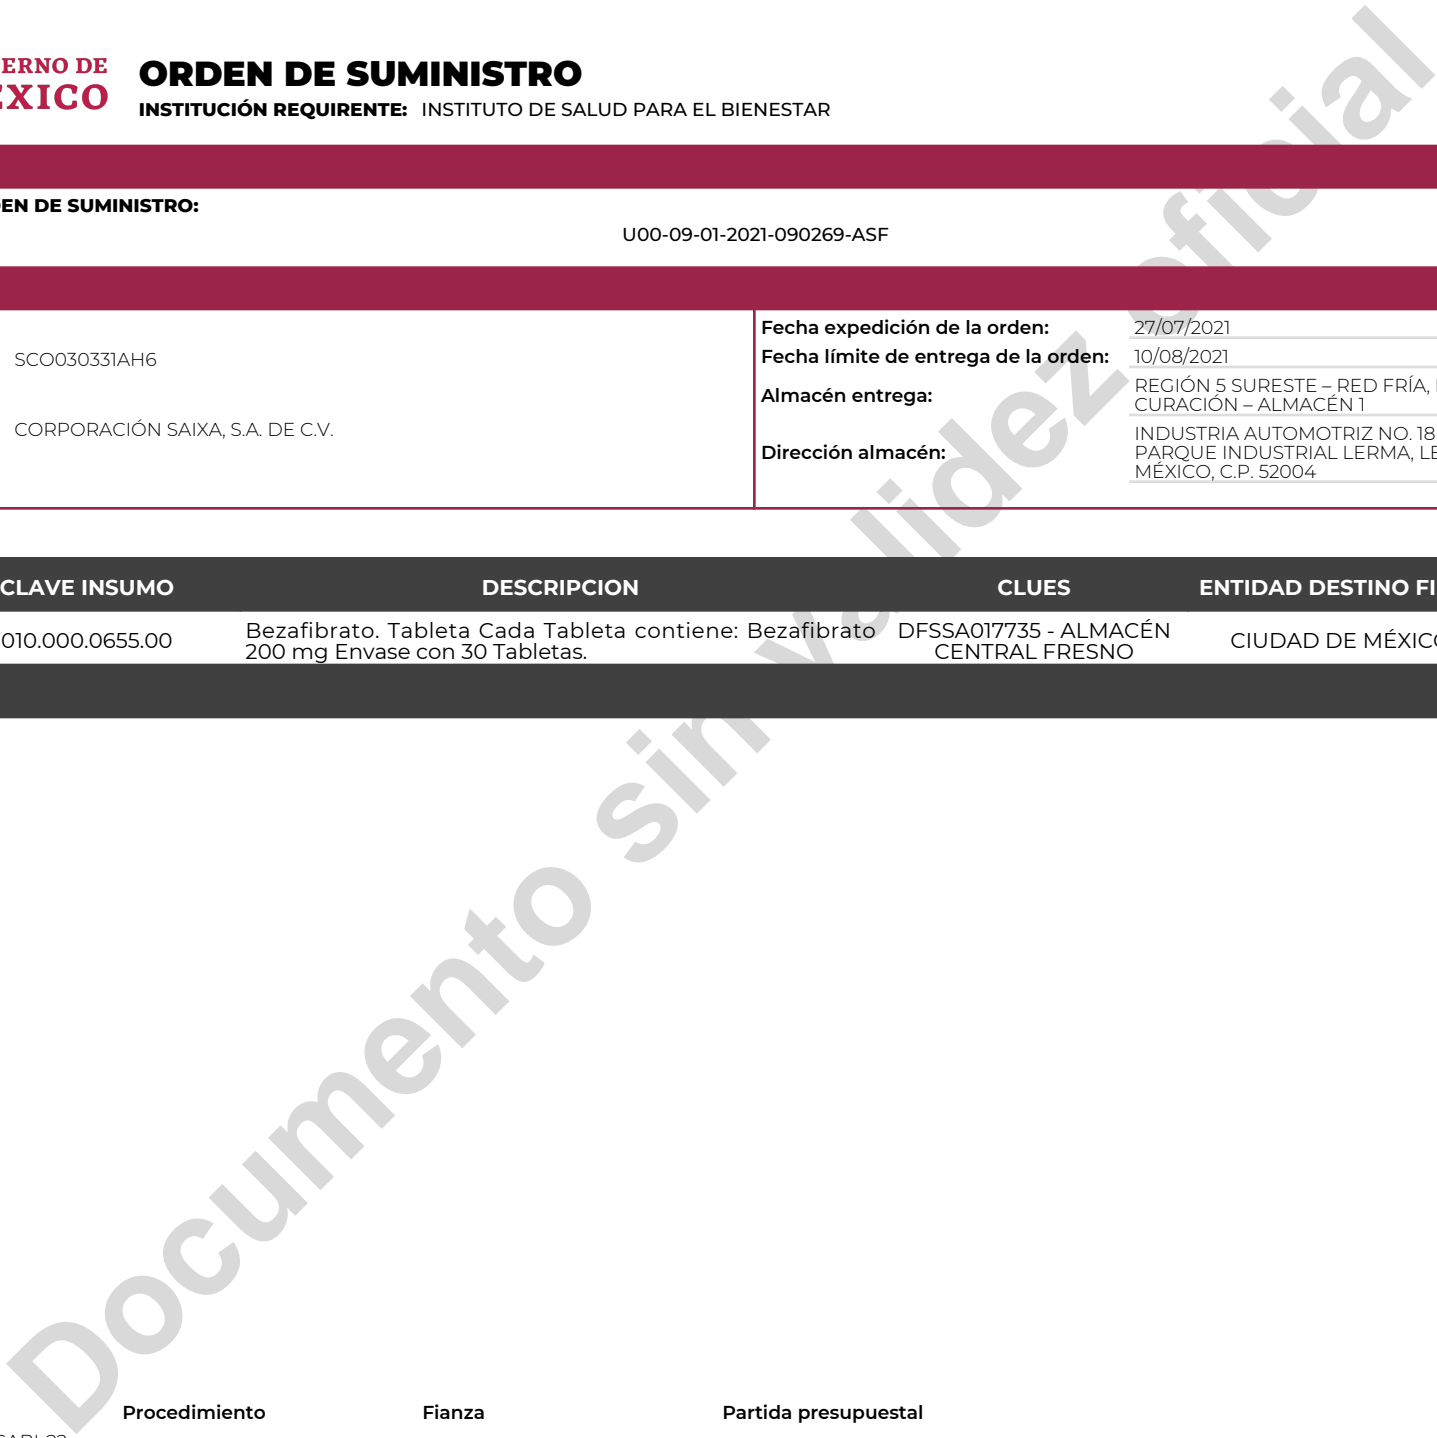 ERNO DE
ÉXICO
ORDEN DE SUMINISTRO
INSTITUCIÓN REQUIRENTE: INSTITUTO DE SALUD PARA EL BIENESTAR
EN DE SUMINISTRO:
U00-09-01-2021-090269-ASF
SCO030331AH6
CORPORACIÓN SAIXA, S.A. DE C.V.
Fecha expedición de la orden: 27/07/2021
Fecha límite de entrega de la orden: 10/08/2021
Almacén entrega: REGIÓN 5 SURESTE – RED FRÍA,
CURACIÓN – ALMACÉN 1
Dirección almacén: INDUSTRIA AUTOMOTRIZ NO. 18
PARQUE INDUSTRIAL LERMA, LE
MÉXICO, C.P. 52004
CLAVE INSUMO DESCRIPCION CLUES ENTIDAD DESTINO FI
010.000.0655.00 Bezafibrato. Tableta Cada Tableta contiene: Bezafibrato 200 mg Envase con 30 Tabletas. DFSSA017735 - ALMACÉN CENTRAL FRESNO CIUDAD DE MÉXICO
Documento sin validez oficial
Procedimiento Fianza Partida presupuestal